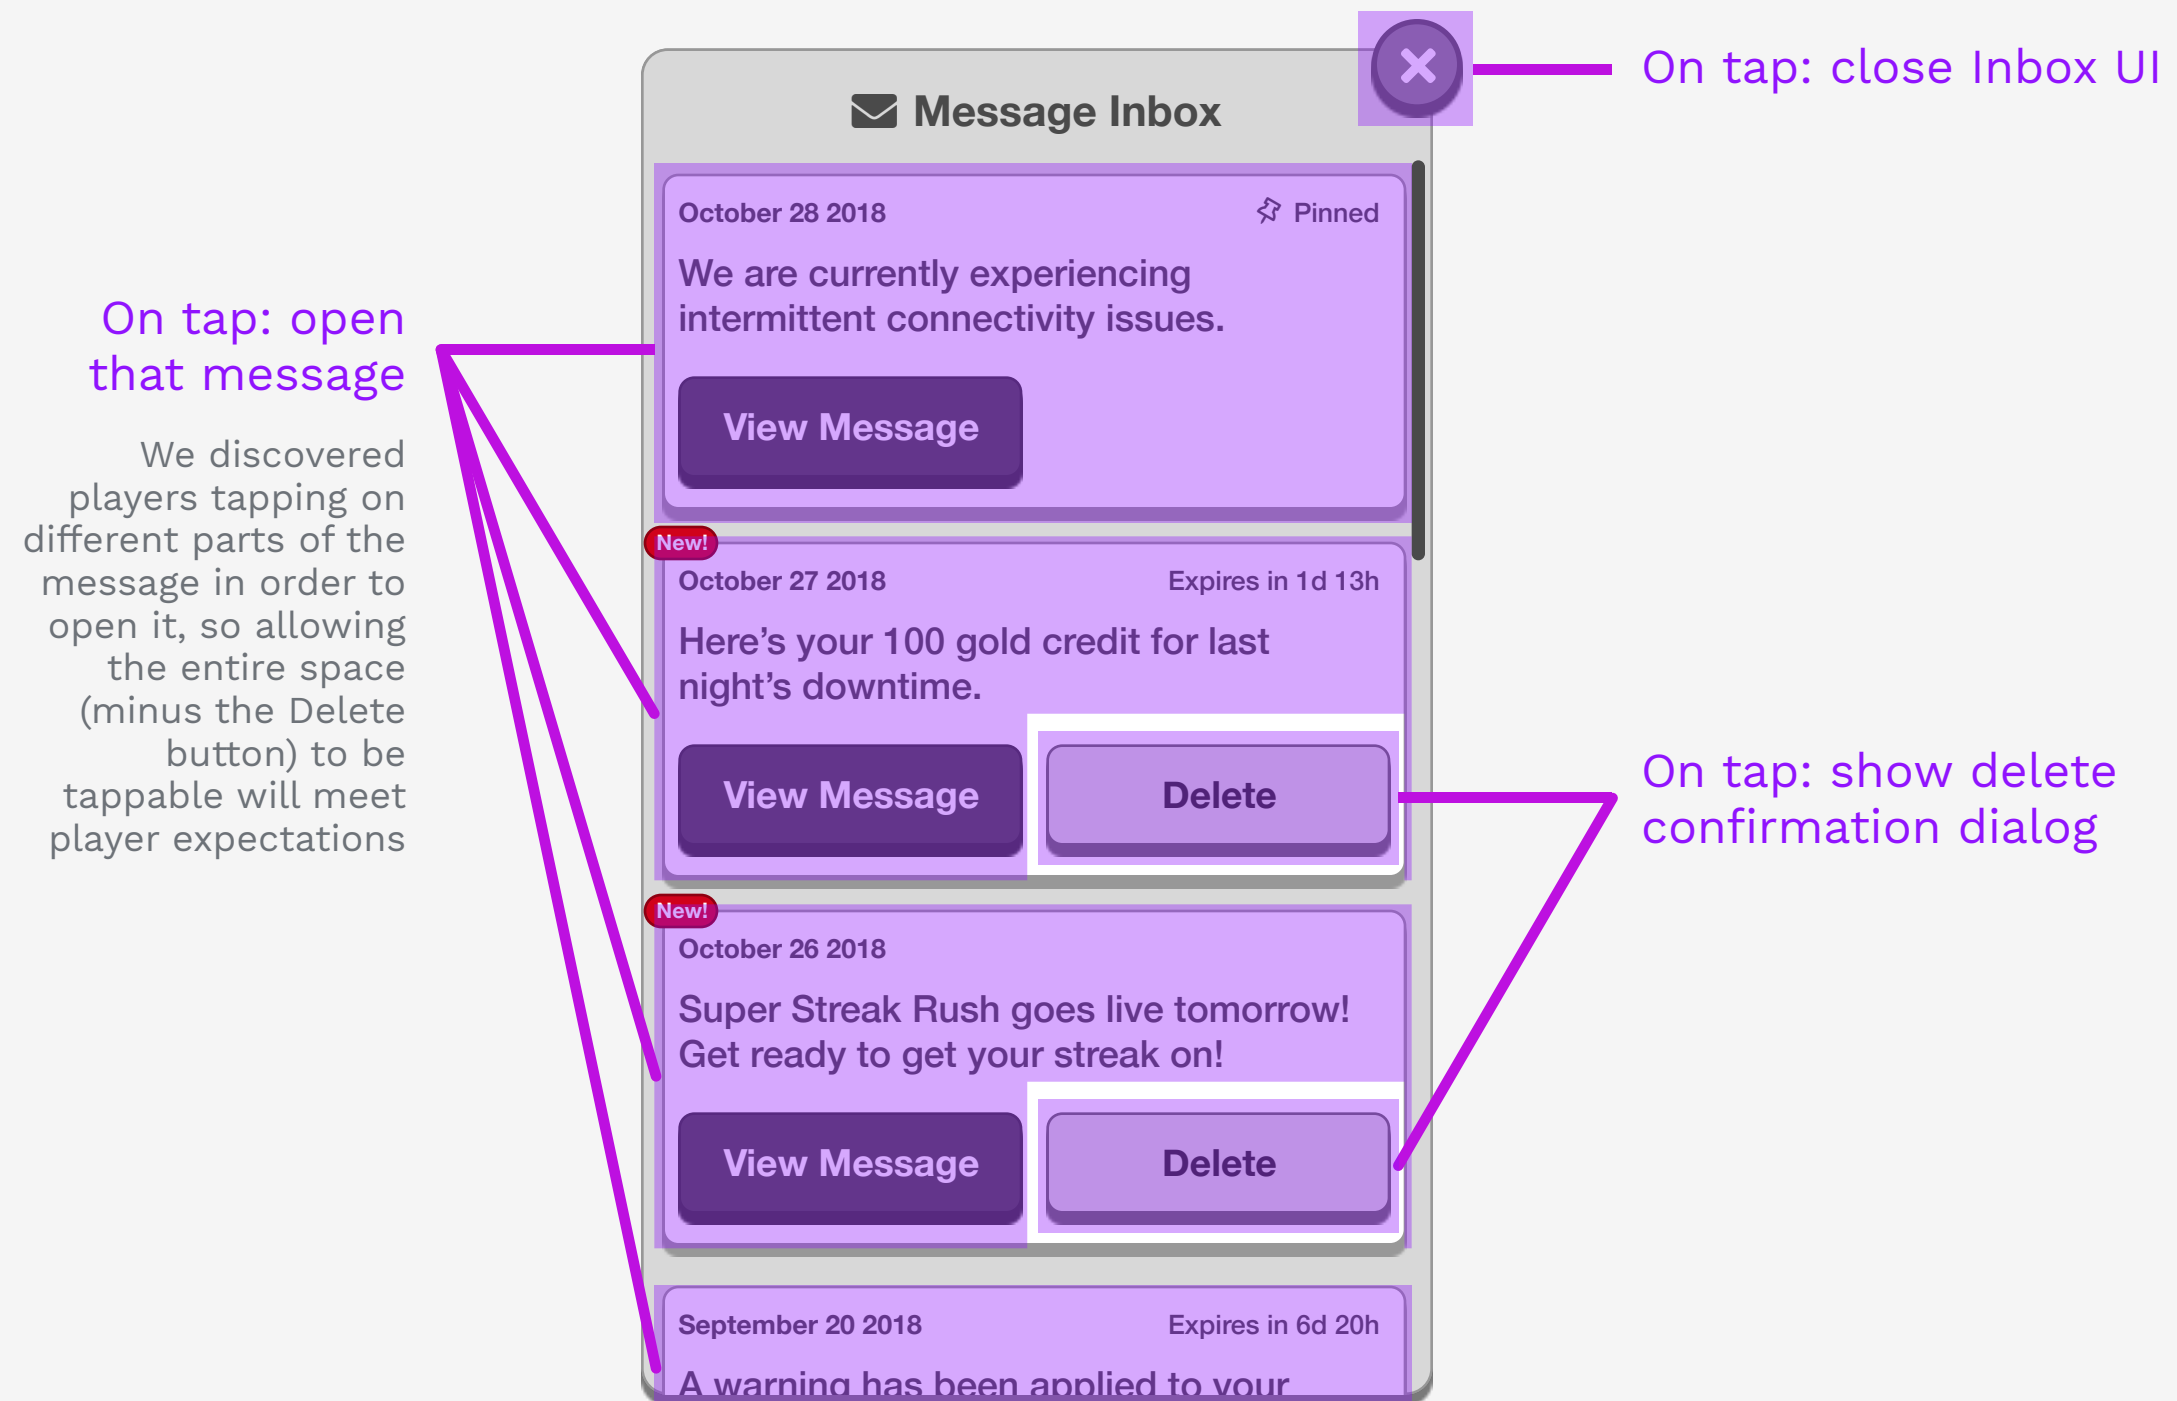 On tap: close Inbox UI
Message Inbox
October 28 2018
Pinned
We are currently experiencing
intermittent connectivity issues.
View Message
On tap: open
that message
We discovered
players tapping on
different parts of the
message in order to
open it, so allowing
the entire space
(minus the Delete
button) to be
tappable will meet
player expectations
New!
October 27 2018
Expires in 1d 13h
Here’s your 100 gold credit for last
night’s downtime.
View Message
Delete
On tap: show delete
confirmation dialog
New!
October 26 2018
Super Streak Rush goes live tomorrow!
Get ready to get your streak on!
View Message
Delete
September 20 2018
Expires in 6d 20h
A warning has been applied to your